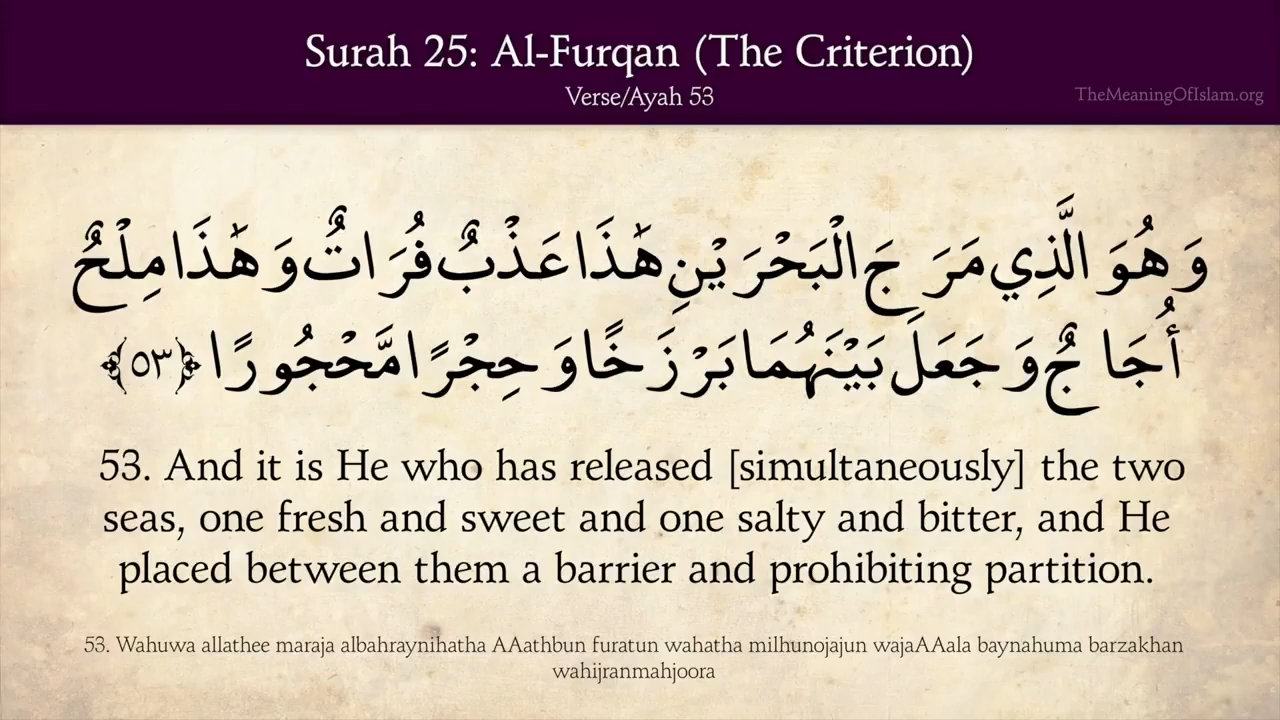 Surah 25: Al-Furqan (The Criterion)
Verse/Ayah 53
TheMeaningOfIslam.org
وَهُوَ الَّذِي مَرَجَ الْبَحْرَيْنِ هَٰذَا عَذْبٌ فُرَاتٌ وَهَٰذَا مِلْحٌ
أُجَاجٌ وَجَعَلَ بَيْنَهُمَا بَرْزَخًا وَحِجْرًا مَّحْجُورًا ﴿٥٣﴾
53. And it is He who has released [simultaneously] the two
seas, one fresh and sweet and one salty and bitter, and He
placed between them a barrier and prohibiting partition.
53. Wahuwa allathee maraja albahraynihatha AAathbun furatun wahatha milhunojajun wajaAAala baynahuma barzakhan
wahijranmahjoora